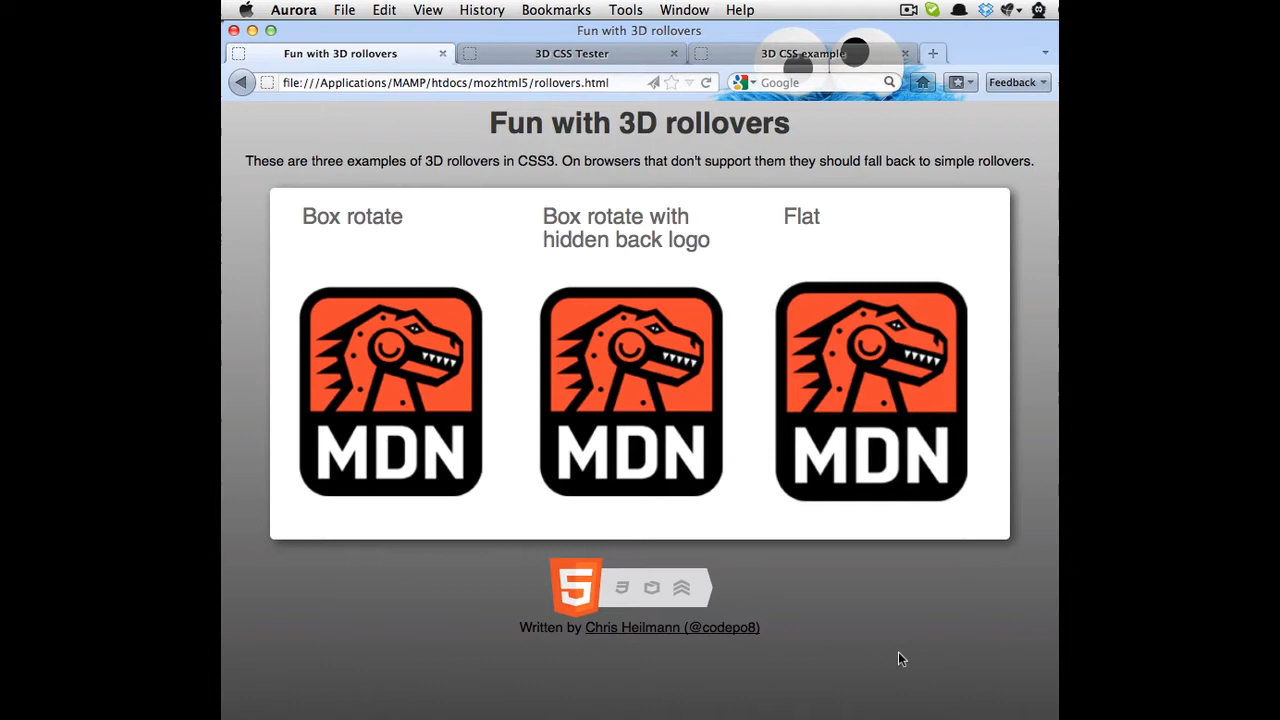 Aurora File Edit View History Bookmarks Tools Window Help
Fun with 3D rollovers
Fun with 3D rollovers 3D CSS Tester 3D CSS example
file:///Applications/MAMP/htdocs/mozhtml5/rollovers.html Google Feedback
Fun with 3D rollovers
These are three examples of 3D rollovers in CSS3. On browsers that don't support them they should fall back to simple rollovers.
Box rotate
Box rotate with
hidden back logo
Flat
MDN MDN MDN
5
Written by Chris Heilmann (@codepo8)